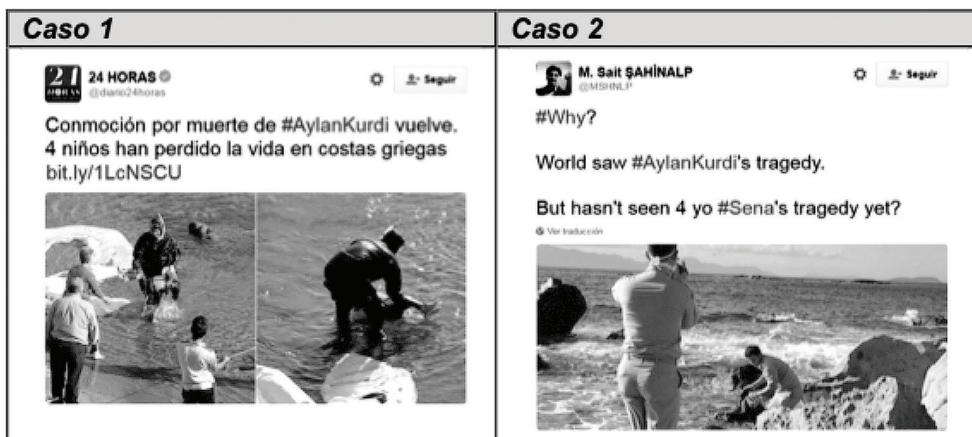 Caso 1
24 HORAS
@diario24horas
Seguir
Conmoción por muerte de #AylanKurdi vuelve.
4 niños han perdido la vida en costas griegas
bit.ly/1LcNSCU
Caso 2
M. Sait ŞAHİNALP
@MSHNLP
Seguir
#Why?
World saw #AylanKurdi's tragedy.
But hasn't seen 4 yo #Sena's tragedy yet?
Ver traducción